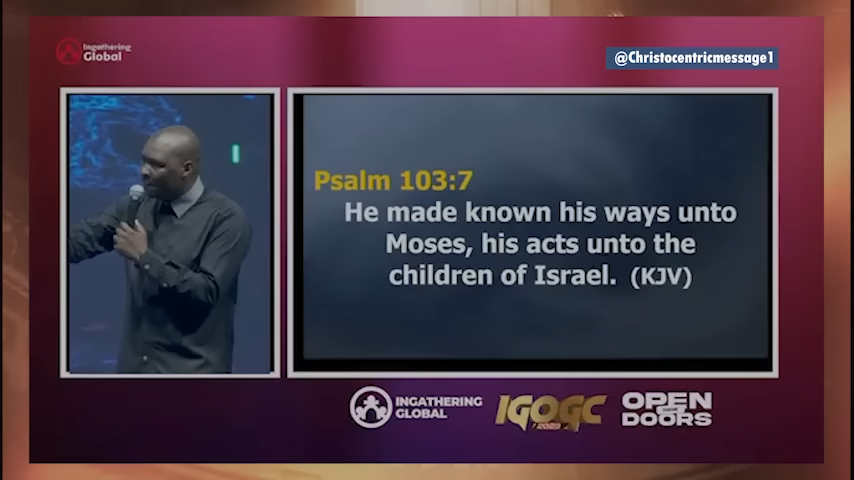 Ingathering
Global
@Christocentricmessage1
Psalm 103:7
He made known his ways unto
Moses, his acts unto the
children of Israel. (KJV)
INGATHERING
GLOBAL
IGOGC
2023
OPEN
DOORS